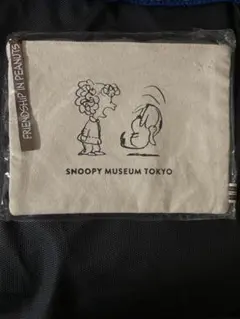 FRIENDSHIP IN PEANUTS
SNOOPY MUSEUM TOKYO